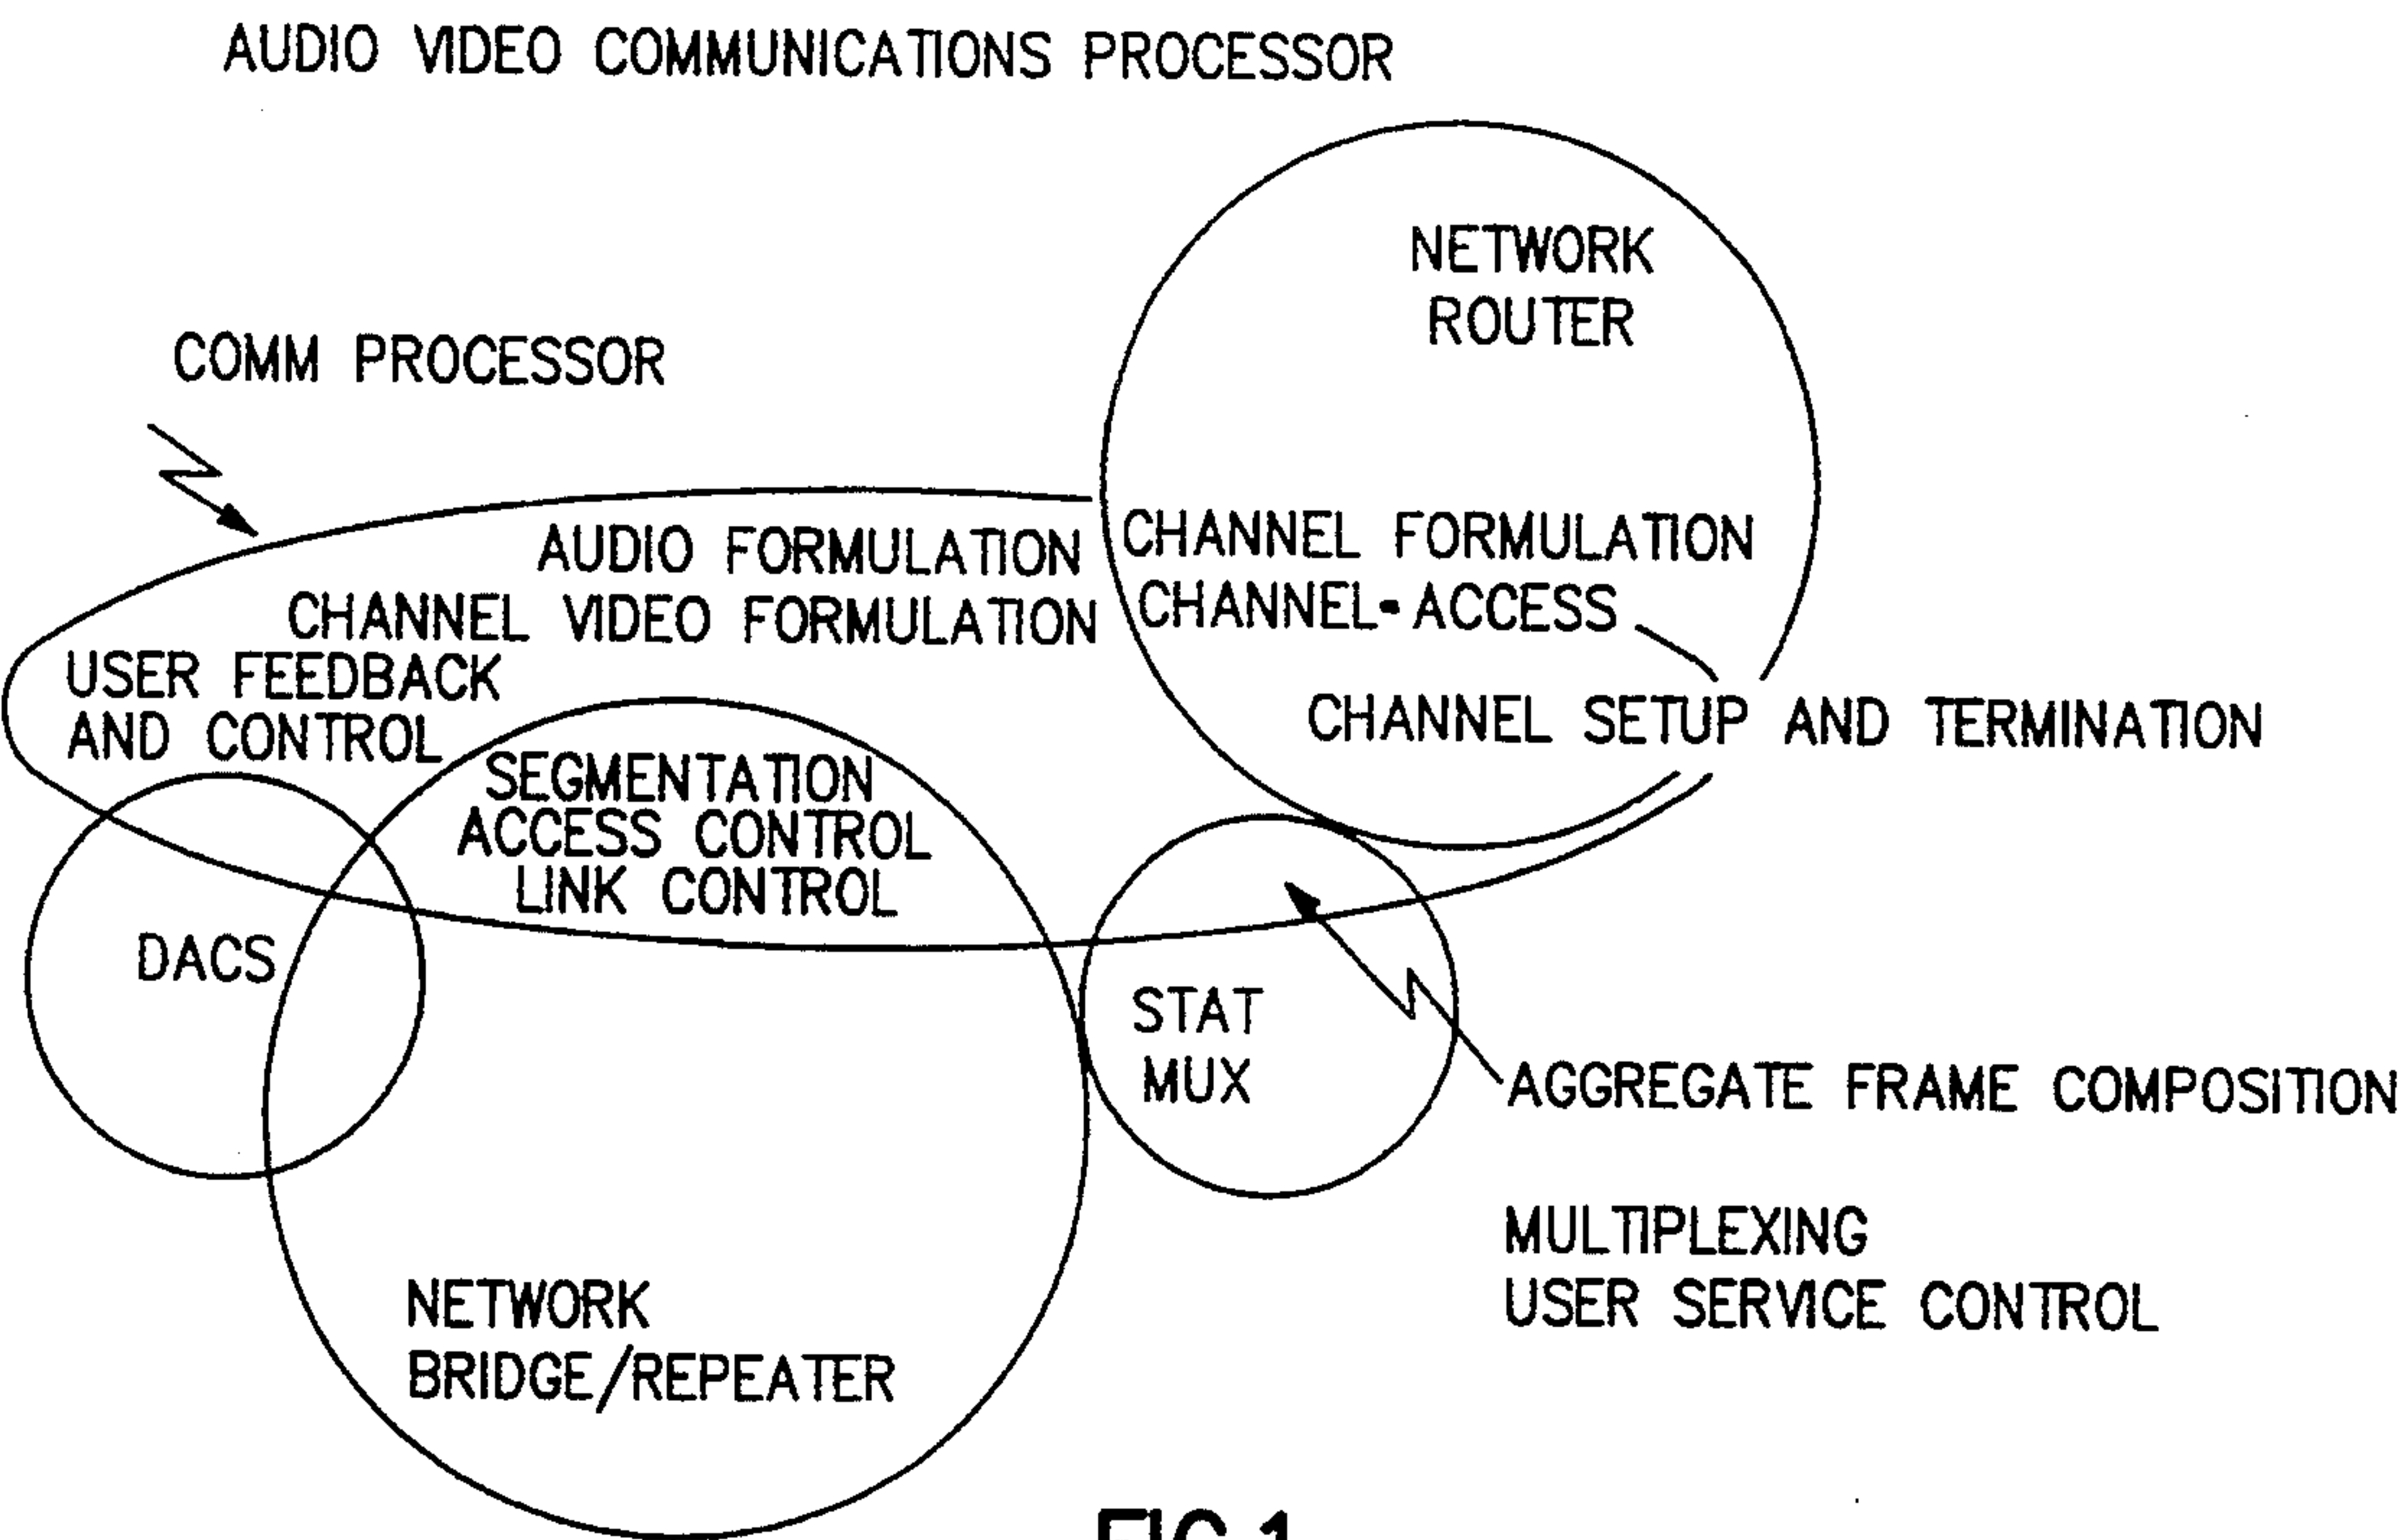 AUDIO VIDEO COMMUNICATIONS PROCESSOR
NETWORK
ROUTER
COMM PROCESSOR
AUDIO FORMULATION
CHANNEL VIDEO FORMULATION
CHANNEL FORMULATION
CHANNEL-ACCESS
USER FEEDBACK
AND CONTROL
CHANNEL SETUP AND TERMINATION
SEGMENTATION
ACCESS CONTROL
LINK CONTROL
DACS
STAT
MUX
AGGREGATE FRAME COMPOSITION
MULTIPLEXING
USER SERVICE CONTROL
NETWORK
BRIDGE/REPEATER
FIG.1